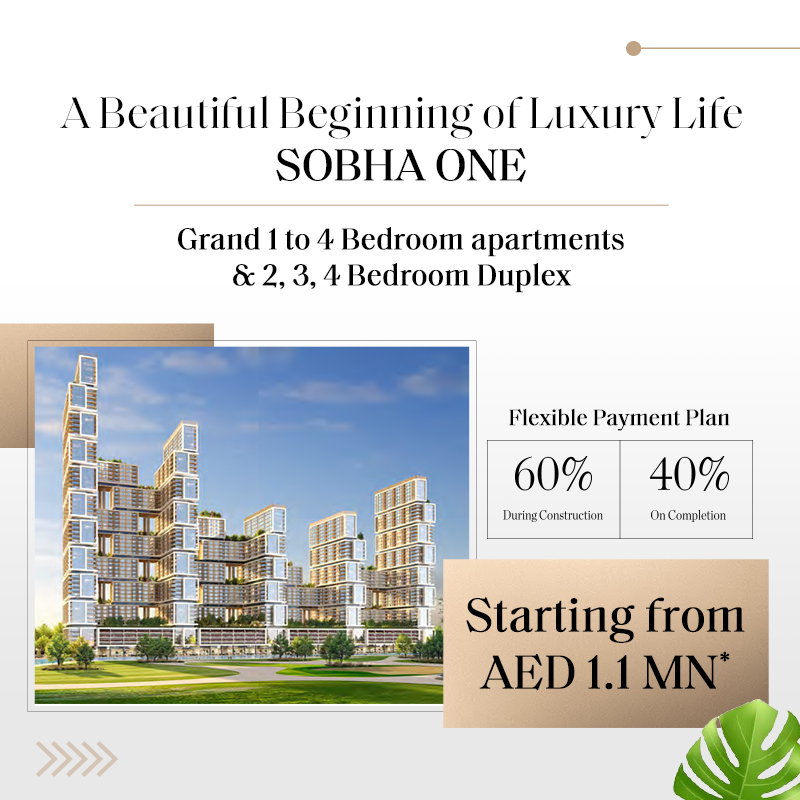 A Beautiful Beginning of Luxury Life
SOBHA ONE
Grand 1 to 4 Bedroom apartments
& 2, 3, 4 Bedroom Duplex
Flexible Payment Plan
60%
During Construction
40%
On Completion
Starting from
AED 1.1 MN*